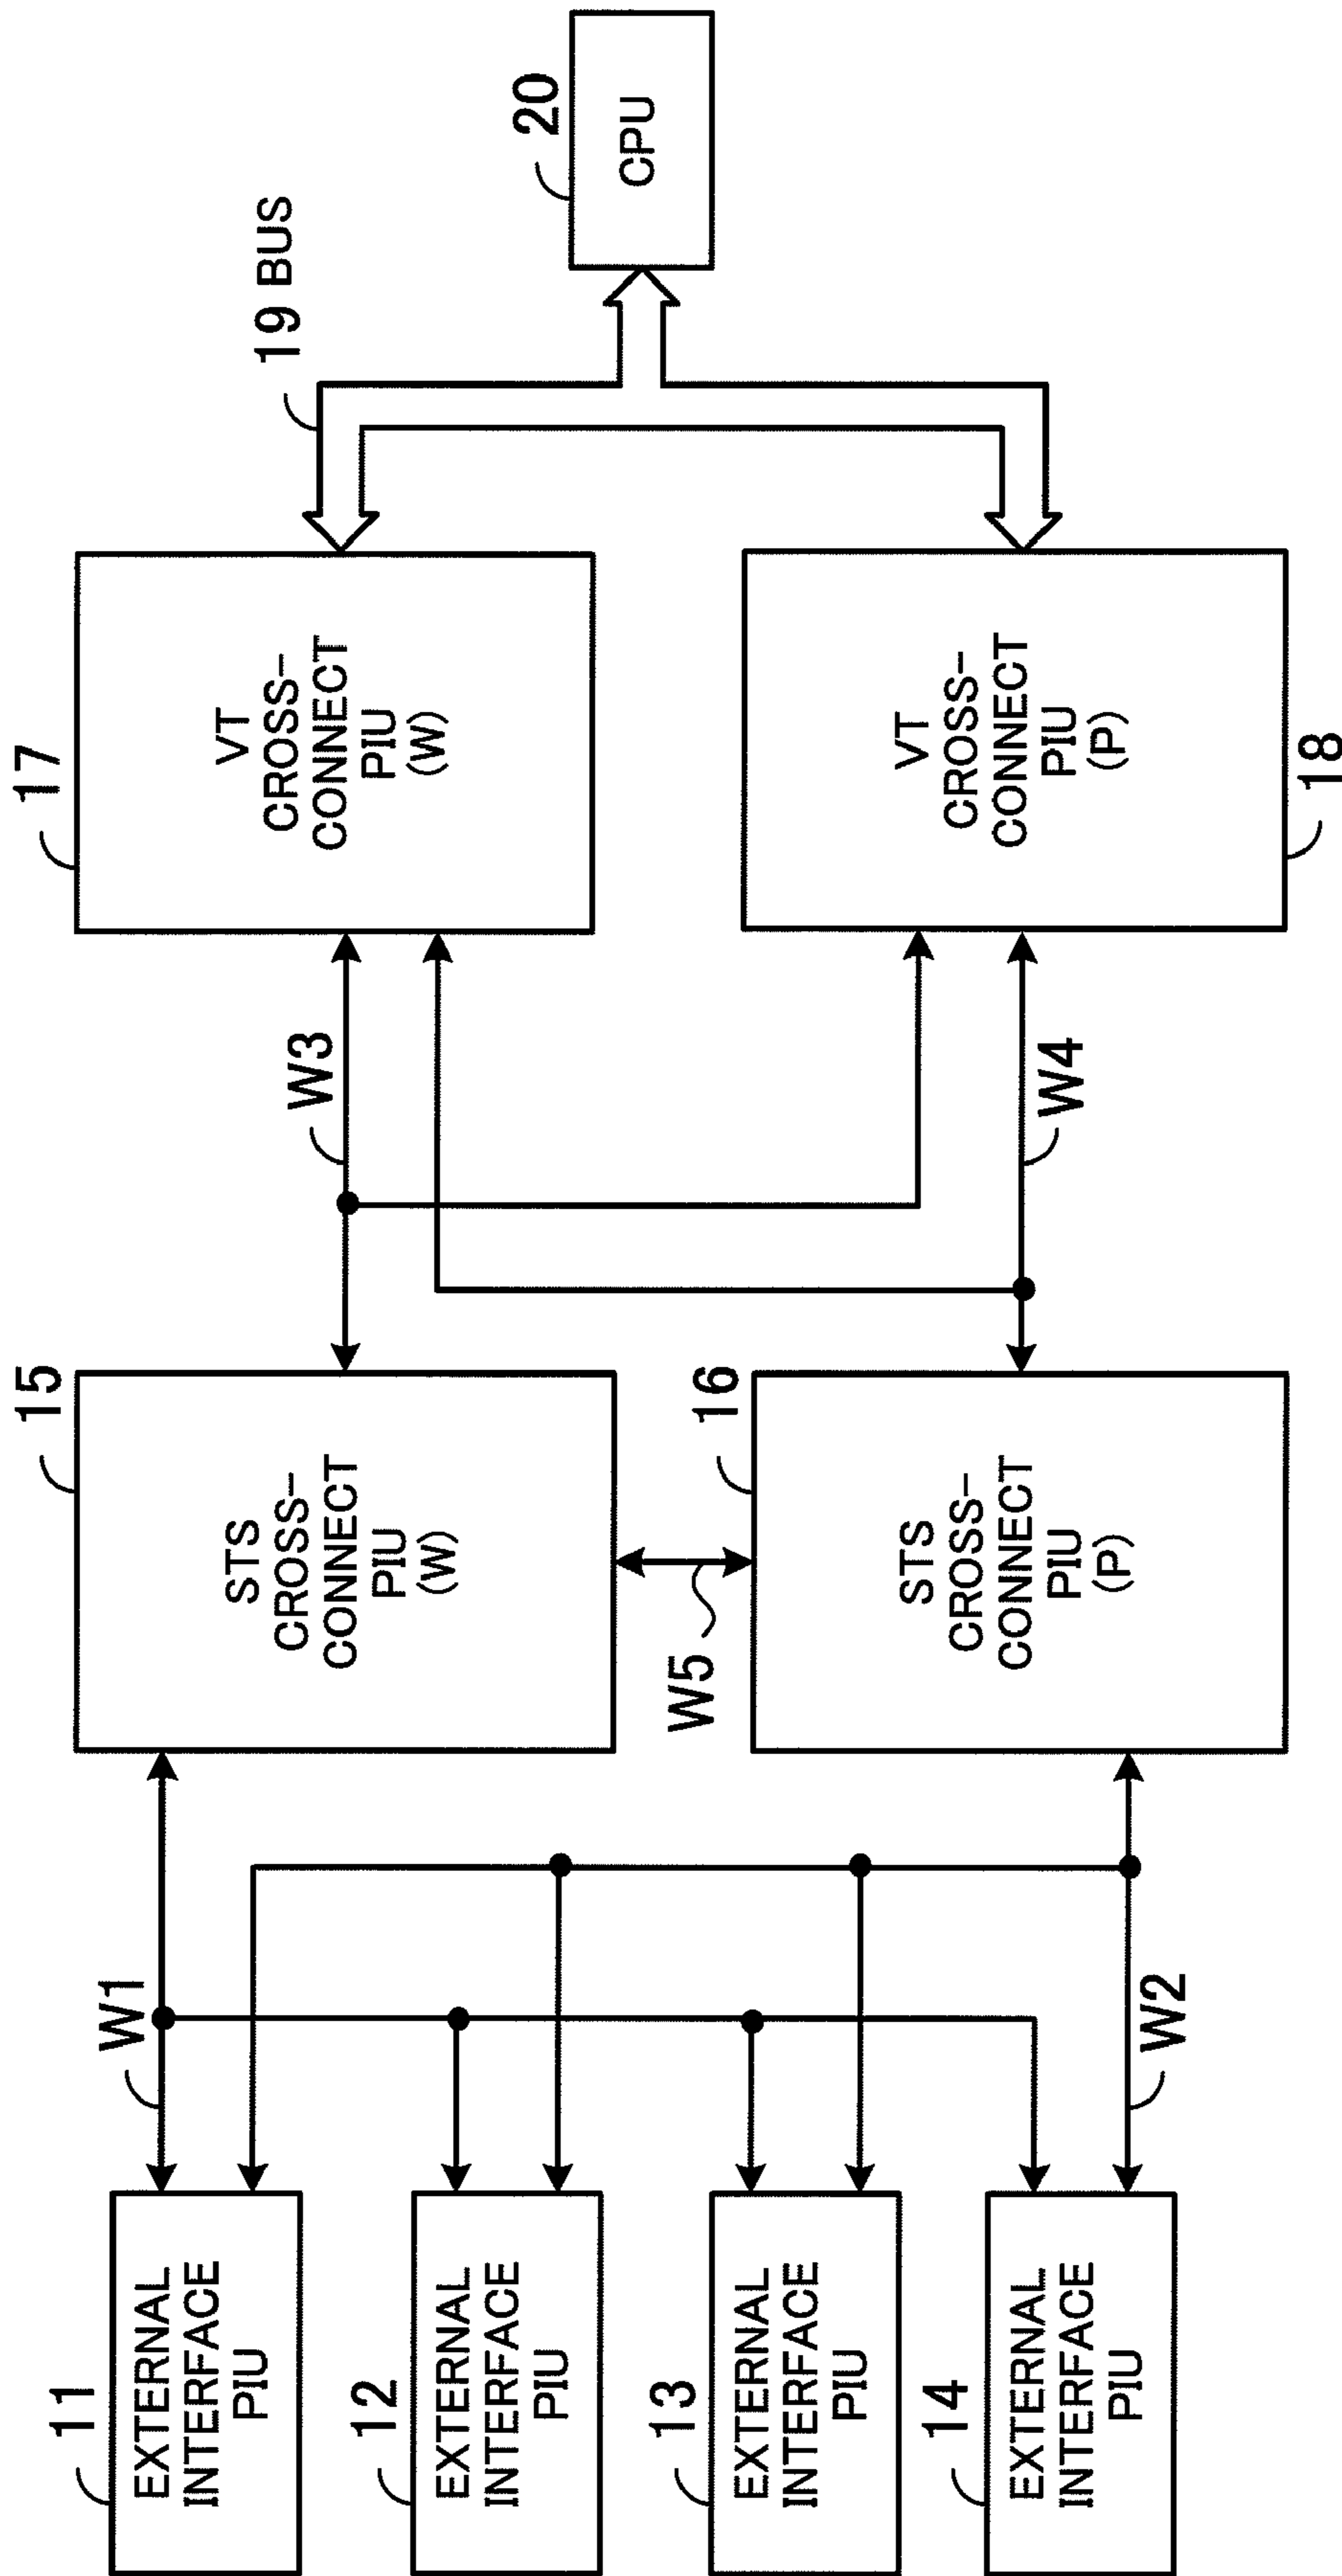 11
EXTERNAL
INTERFACE
PIU
12
EXTERNAL
INTERFACE
PIU
13
EXTERNAL
INTERFACE
PIU
14
EXTERNAL
INTERFACE
PIU
W1
W2
15
STS
CROSS-
CONNECT
PIU
(W)
W5
16
STS
CROSS-
CONNECT
PIU
(P)
W3
W4
17
VT
CROSS-
CONNECT
PIU
(W)
VT
CROSS-
CONNECT
PIU
(P)
18
19 BUS
20
CPU